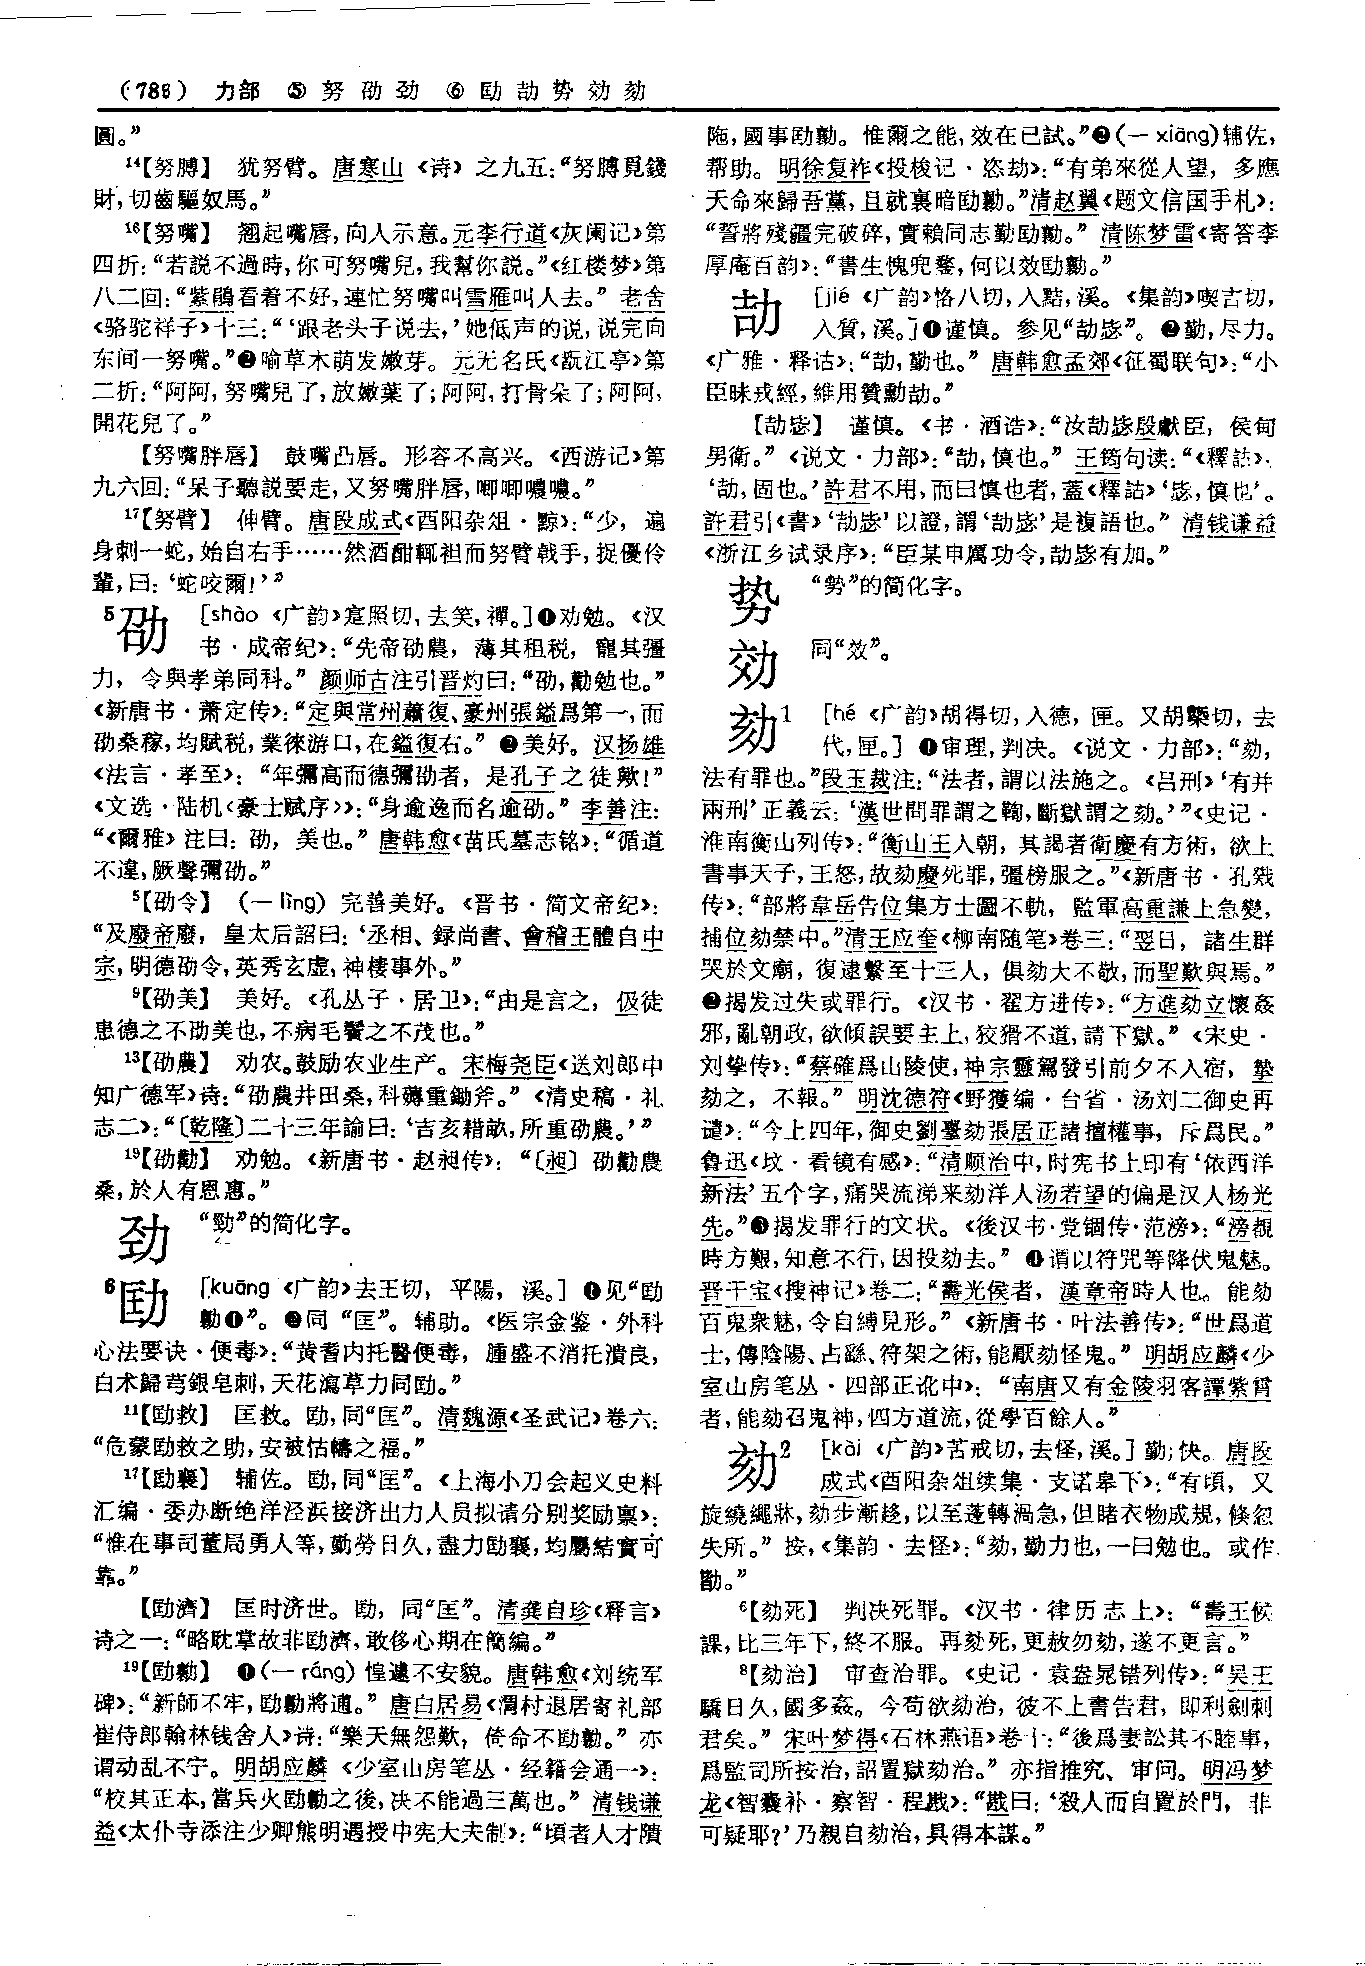 (788) 力部 ⑤ 努劭劲 ⑥ 劻劼势効劾
圓。”
¹⁴【努膊】 犹努臂。唐寒山《诗》之九五：“努膊覓錢
財，切齒驅奴馬。”
¹⁶【努嘴】 翘起嘴唇，向人示意。元李行道《灰阑记》第
四折：“若説不過時，你可努嘴兒，我幫你説。”《红楼梦》第
八二回：“紫鵑看着不好，連忙努嘴叫雪雁叫人去。” 老舍
《骆驼祥子》十三：“‘跟老头子说去，’她低声的说，说完向
东间一努嘴。”❷喻草木萌发嫩芽。元无名氏《翫江亭》第
二折：“阿阿，努嘴兒了，放嫩葉了；阿阿，打骨朵了；阿阿，
開花兒了。”
【努嘴胖唇】 鼓嘴凸唇。形容不高兴。《西游记》第
九六回：“呆子聽説要走，又努嘴胖唇，唧唧噥噥。”
¹⁷【努臂】 伸臂。唐段成式《酉阳杂俎·黥》：“少，遍
身刺一蛇，始自右手……然酒酣輒袒而努臂戟手，捉優伶
輩，曰：‘蛇咬爾！’”
5劭 [shào 《广韵》寔照切，去笑，禪。]❶劝勉。《汉
书·成帝纪》：“先帝劭農，薄其租税，寵其彊
力，令與孝弟同科。” 颜师古注引晋灼曰：“劭，勸勉也。”
《新唐书·萧定传》：“定與常州蕭復、豪州張鎰爲第一，而
劭桑稼，均賦税，業徠游口，在鎰復右。” ❷美好。汉扬雄
《法言·孝至》：“年彌高而德彌劭者，是孔子之徒歟！”
《文选·陆机〈豪士赋序〉》：“身逾逸而名逾劭。” 李善注：
“《爾雅》注曰：劭，美也。” 唐韩愈《苗氏墓志铭》：“循道
不違，厥聲彌劭。”
⁵【劭令】 (—lìng) 完善美好。《晋书·简文帝纪》：
“及廢帝廢，皇太后詔曰：‘丞相、録尚書、會稽王體自中
宗，明德劭令，英秀玄虚，神棲事外。”
⁹【劭美】 美好。《孔丛子·居卫》：“由是言之，伋徒
患德之不劭美也，不病毛鬢之不茂也。”
¹³【劭農】 劝农。鼓励农业生产。宋梅尧臣《送刘郎中
知广德军》诗：“劭農井田桑，科薅重鋤斧。” 《清史稿·礼
志二》：“〔乾隆〕二十三年諭曰：‘吉亥耤畝，所重劭農。’”
¹⁹【劭勸】 劝勉。《新唐书·赵昶传》：“〔昶〕劭勸農
桑，於人有恩惠。”
劲 “勁”的简化字。
6劻 [kuāng 《广韵》去王切，平陽，溪。] ❶见“劻
勷❶”。❷同“匡”。辅助。《医宗金鉴·外科
心法要诀·便毒》：“黄耆内托醫便毒，腫盛不消托潰良，
白术歸芎銀皂刺，天花瀉草力同劻。”
¹¹【劻救】 匡救。劻，同“匡”。清魏源《圣武记》卷六：
“危蒙劻救之助，安被怙幬之福。”
¹⁷【劻襄】 辅佐。劻，同“匡”。《上海小刀会起义史料
汇编·委办断绝洋泾浜接济出力人员拟请分别奖励禀》：
“惟在事司董局勇人等，勤勞日久，盡力劻襄，均屬結實可
靠。”
【劻濟】 匡时济世。劻，同“匡”。清龚自珍《释言》
诗之一：“略耽掌故非劻濟，敢侈心期在簡編。”
¹⁹【劻勷】 ❶(—ráng) 惶遽不安貌。唐韩愈《刘统军
碑》：“新師不牢，劻勷將逋。” 唐白居易《渭村退居寄礼部
崔侍郎翰林钱舍人》诗：“樂天無怨歎，倚命不劻勷。” 亦
谓动乱不宁。明胡应麟《少室山房笔丛·经籍会通一》：
“校其正本，當兵火劻勷之後，决不能過三萬也。” 清钱谦
益《太仆寺添注少卿熊明遇授中宪大夫制》：“頃者人才隤
阤，國事劻勷。惟爾之能，效在已試。”❷(—xiāng)辅佐，
帮助。明徐复祚《投梭记·恣劫》：“有弟來從人望，多應
天命來歸吾黨，且就裏暗劻勷。”清赵翼《题文信国手札》：
“誓將殘疆完破碎，實賴同志勤劻勷。” 清陈梦雷《寄答李
厚庵百韵》：“書生愧兜鍪，何以效劻勷。”
劼 [jié 《广韵》恪八切，入黠，溪。《集韵》喫吉切，
入質，溪。]❶谨慎。参见“劼毖”。❷勤，尽力。
《广雅·释诂》：“劼，勤也。” 唐韩愈孟郊《征蜀联句》：“小
臣昧戎經，維用贊勳劼。”
【劼毖】 谨慎。《书·酒诰》：“汝劼毖殷獻臣，侯甸
男衛。”《说文·力部》：“劼，慎也。” 王筠句读：“《釋詁》：
‘劼，固也。’許君不用，而曰慎也者，蓋《釋詁》‘毖，慎也’。
許君引《書》‘劼毖’以證，謂‘劼毖’是複語也。” 清钱谦益
《浙江乡试录序》：“臣某申厲功令，劼毖有加。”
势 “勢”的简化字。
効 同“效”。
劾1 [hé 《广韵》胡得切，入德，匣。又胡槩切，去
代，匣。] ❶审理，判决。《说文·力部》：“劾，
法有罪也。”段玉裁注：“法者，謂以法施之。《吕刑》‘有并
兩刑’正義云：‘漢世問罪謂之鞫，斷獄謂之劾。’”《史记·
淮南衡山列传》：“衡山王入朝，其謁者衛慶有方術，欲上
書事天子，王怒，故劾慶死罪，彊榜服之。”《新唐书·孔戣
传》：“部將韋岳告位集方士圖不軌，監軍高重謙上急變，
捕位劾禁中。”清王应奎《柳南随笔》卷三：“翌日，諸生群
哭於文廟，復逮繫至十三人，俱劾大不敬，而聖歎與焉。”
❷揭发过失或罪行。《汉书·翟方进传》：“方進劾立懷姦
邪，亂朝政，欲傾誤要主上，狡猾不道，請下獄。” 《宋史·
刘挚传》：“蔡確爲山陵使，神宗靈駕發引前夕不入宿，摯
劾之，不報。” 明沈德符《野獲编·台省·汤刘二御史再
谴》：“今上四年，御史劉臺劾張居正諸擅權事，斥爲民。”
鲁迅《坟·看镜有感》：“清顺治中，时宪书上印有‘依西洋
新法’五个字，痛哭流涕来劾洋人汤若望的偏是汉人杨光
先。”❸揭发罪行的文状。《後汉书·党锢传·范滂》：“滂覩
時方艱，知意不行，因投劾去。” ❹谓以符咒等降伏鬼魅。
晋干宝《搜神记》卷二：“壽光侯者，漢章帝時人也。能劾
百鬼衆魅，令自縛見形。” 《新唐书·叶法善传》：“世爲道
士，傳陰陽、占繇、符架之術，能厭劾怪鬼。” 明胡应麟《少
室山房笔丛·四部正讹中》：“南唐又有金陵羽客譚紫霄
者，能劾召鬼神，四方道流，從學百餘人。”
劾2 [kài 《广韵》苦戒切，去怪，溪。] 勤；快。唐段
成式《酉阳杂俎续集·支诺皋下》：“有頃，又
旋繞繩牀，劾步漸趍，以至蓬轉渦急，但睹衣物成規，倏忽
失所。” 按，《集韵·去怪》：“劾，勤力也，一曰勉也。或作
勓。”
⁶【劾死】 判决死罪。《汉书·律历志上》：“壽王候
課，比三年下，終不服。再劾死，更赦勿劾，遂不更言。”
⁸【劾治】 审查治罪。《史记·袁盎晁错列传》：“吴王
驕日久，國多姦。今苟欲劾治，彼不上書告君，即利劍刺
君矣。” 宋叶梦得《石林燕语》卷十：“後爲妻訟其不睦事，
爲監司所按治，詔置獄劾治。” 亦指推究、审问。明冯梦
龙《智囊补·察智·程戡》：“戡曰：‘殺人而自置於門，非
可疑耶？’乃親自劾治，具得本謀。”